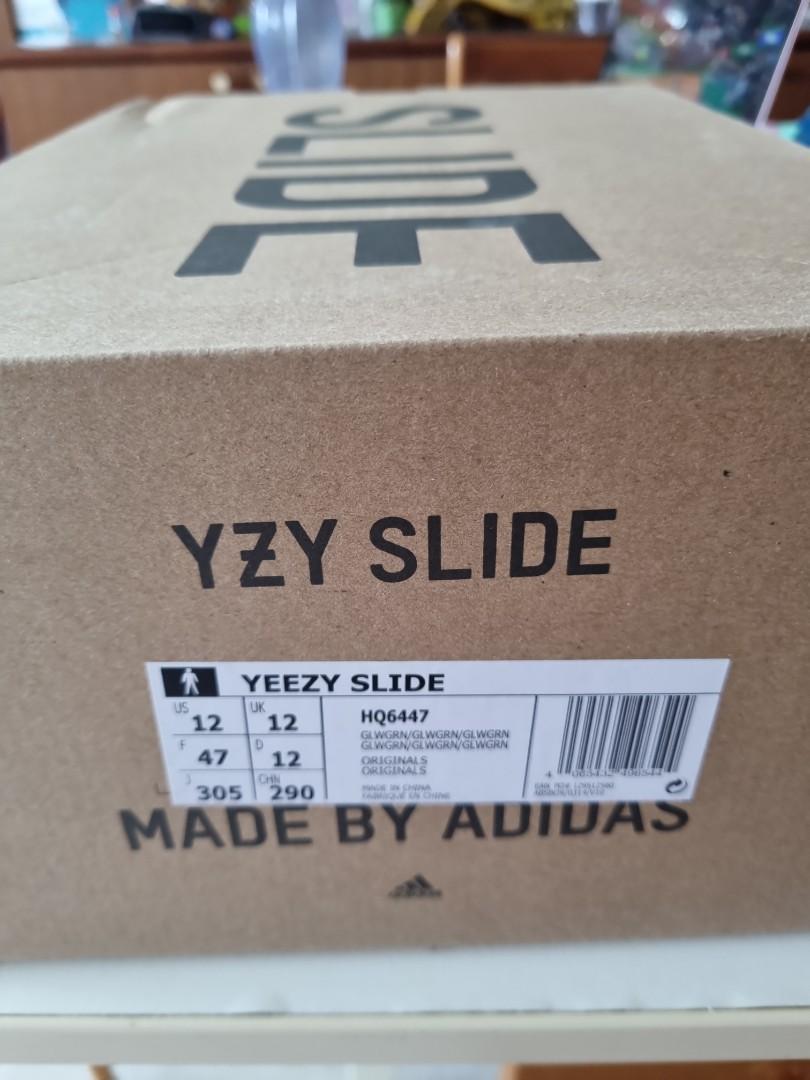 SLIDE
YZY SLIDE
YEEZY SLIDE
US 12 UK 12
F 47 D 12
J 305 CHN 290
HQ6447
GLWGRN/GLWGRN/GLWGRN
GLWGRN/GLWGRN/GLWGRN
ORIGINALS
ORIGINALS
MADE IN CHINA
FABRIQUÉ EN CHINE
MADE BY ADIDAS